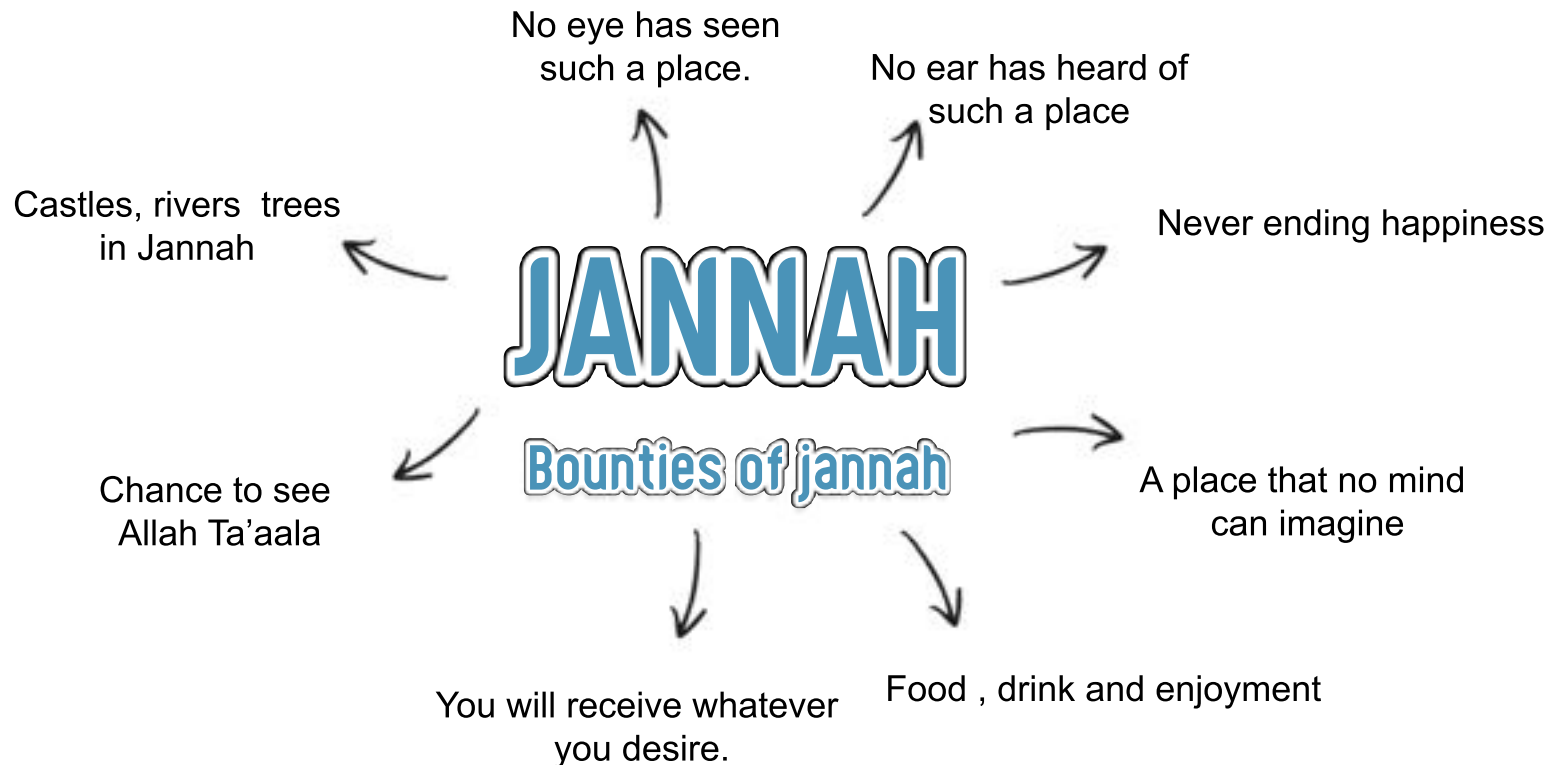 No eye has seen
such a place.
No ear has heard of
such a place
Castles, rivers  trees
in Jannah
Never ending happiness
JANNAH
Bounties of jannah
Chance to see
Allah Ta’aala
A place that no mind
can imagine
You will receive whatever
you desire.
Food , drink and enjoyment